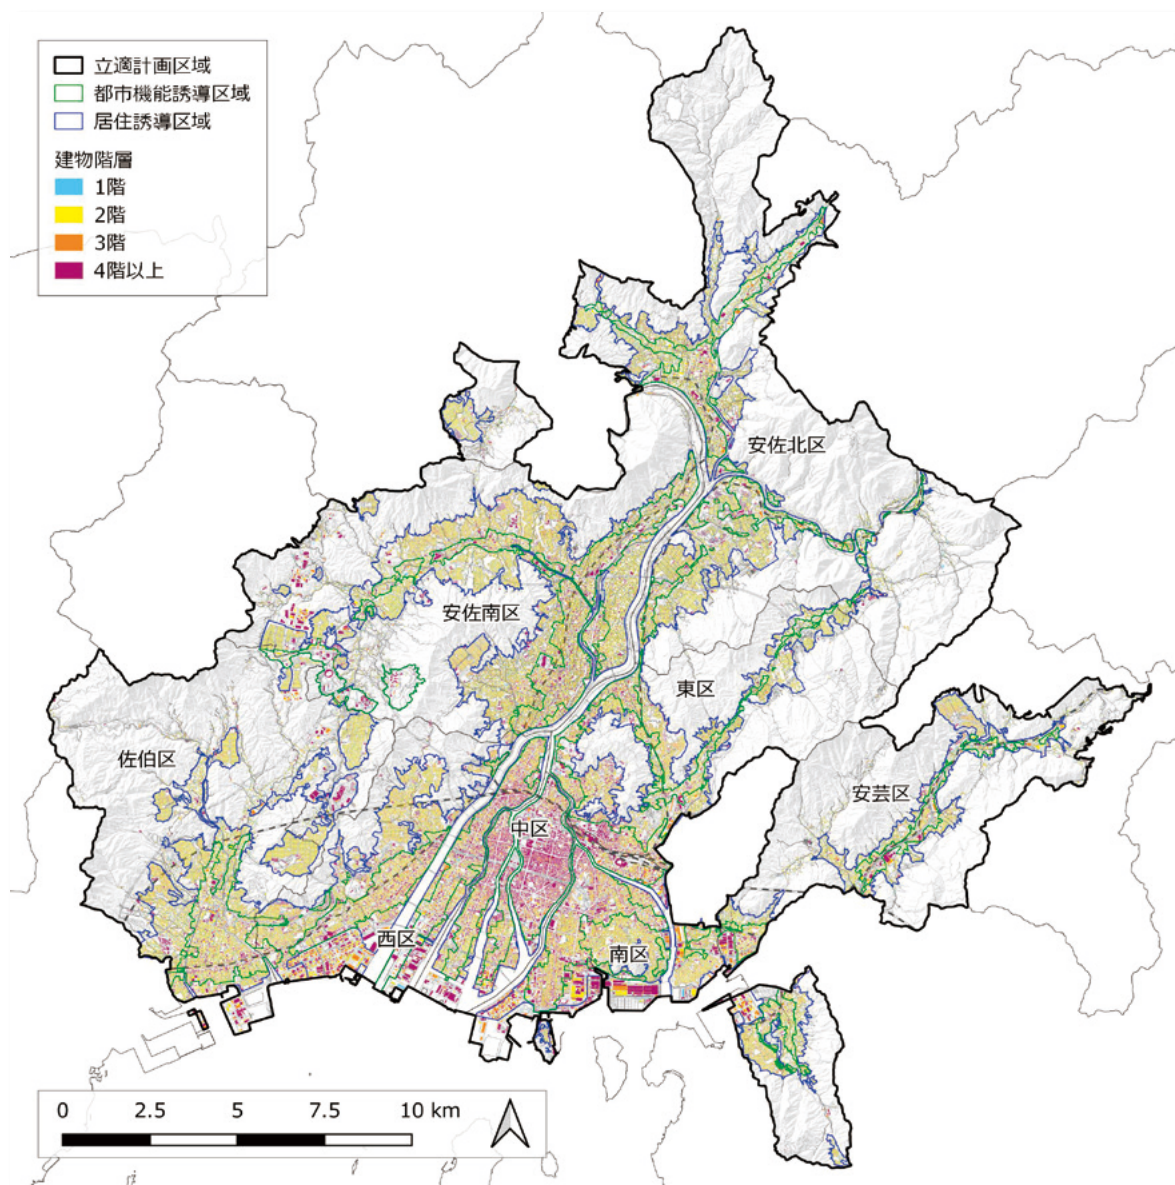 立適計画区域
都市機能誘導区域
居住誘導区域
建物階層
1階
2階
3階
4階以上
安佐北区
安佐南区
東区
佐伯区
安芸区
中区
西区
南区
0 2.5 5 7.5 10 km